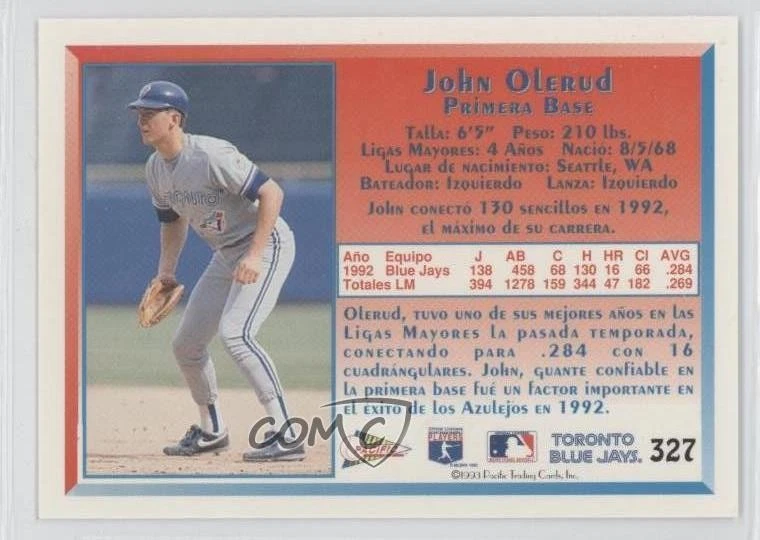 John Olerud
Primera Base
Talla: 6'5" Peso: 210 lbs.
Ligas Mayores: 4 Años Nació: 8/5/68
Lugar de nacimiento: Seattle, WA
Bateador: Izquierdo Lanza: Izquierdo
John conectó 130 sencillos en 1992,
el máximo de su carrera.
Año Equipo J AB C H HR CI AVG
1992 Blue Jays 138 458 68 130 16 66 .284
Totales LM 394 1278 159 344 47 182 .269
Olerud, tuvo uno de sus mejores años en las
Ligas Mayores la pasada temporada,
conectando para .284 con 16
cuadrángulares. John, guante confiable en
la primera base fué un factor importante en
el éxito de los Azulejos en 1992.
COMC
PACIFIC
PLAYERS
TORONTO
BLUE JAYS.
327
©1993 Pacific Trading Cards, Inc.